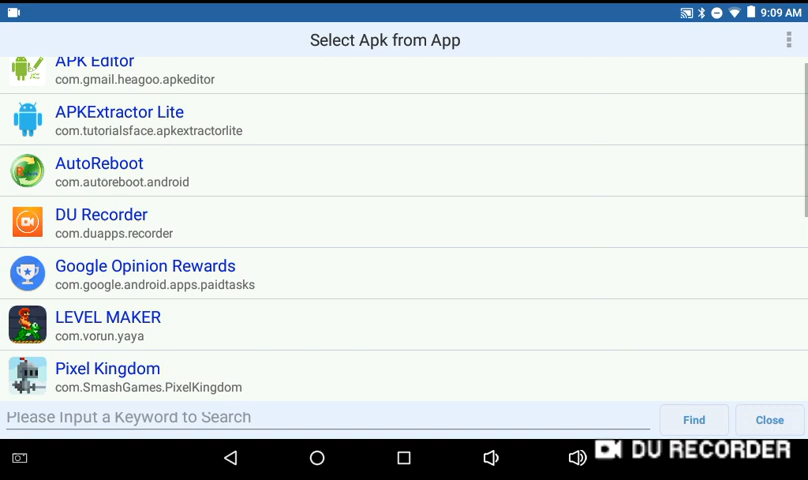 9:09 AM
Select Apk from App
APK Editor
com.gmail.heagoo.apkeditor
APKExtractor Lite
com.tutorialsface.apkextractorlite
AutoReboot
com.autoreboot.android
DU Recorder
com.duapps.recorder
Google Opinion Rewards
com.google.android.apps.paidtasks
LEVEL MAKER
com.vorun.yaya
Pixel Kingdom
com.SmashGames.PixelKingdom
Please Input a Keyword to Search
Find
Close
DU RECORDER